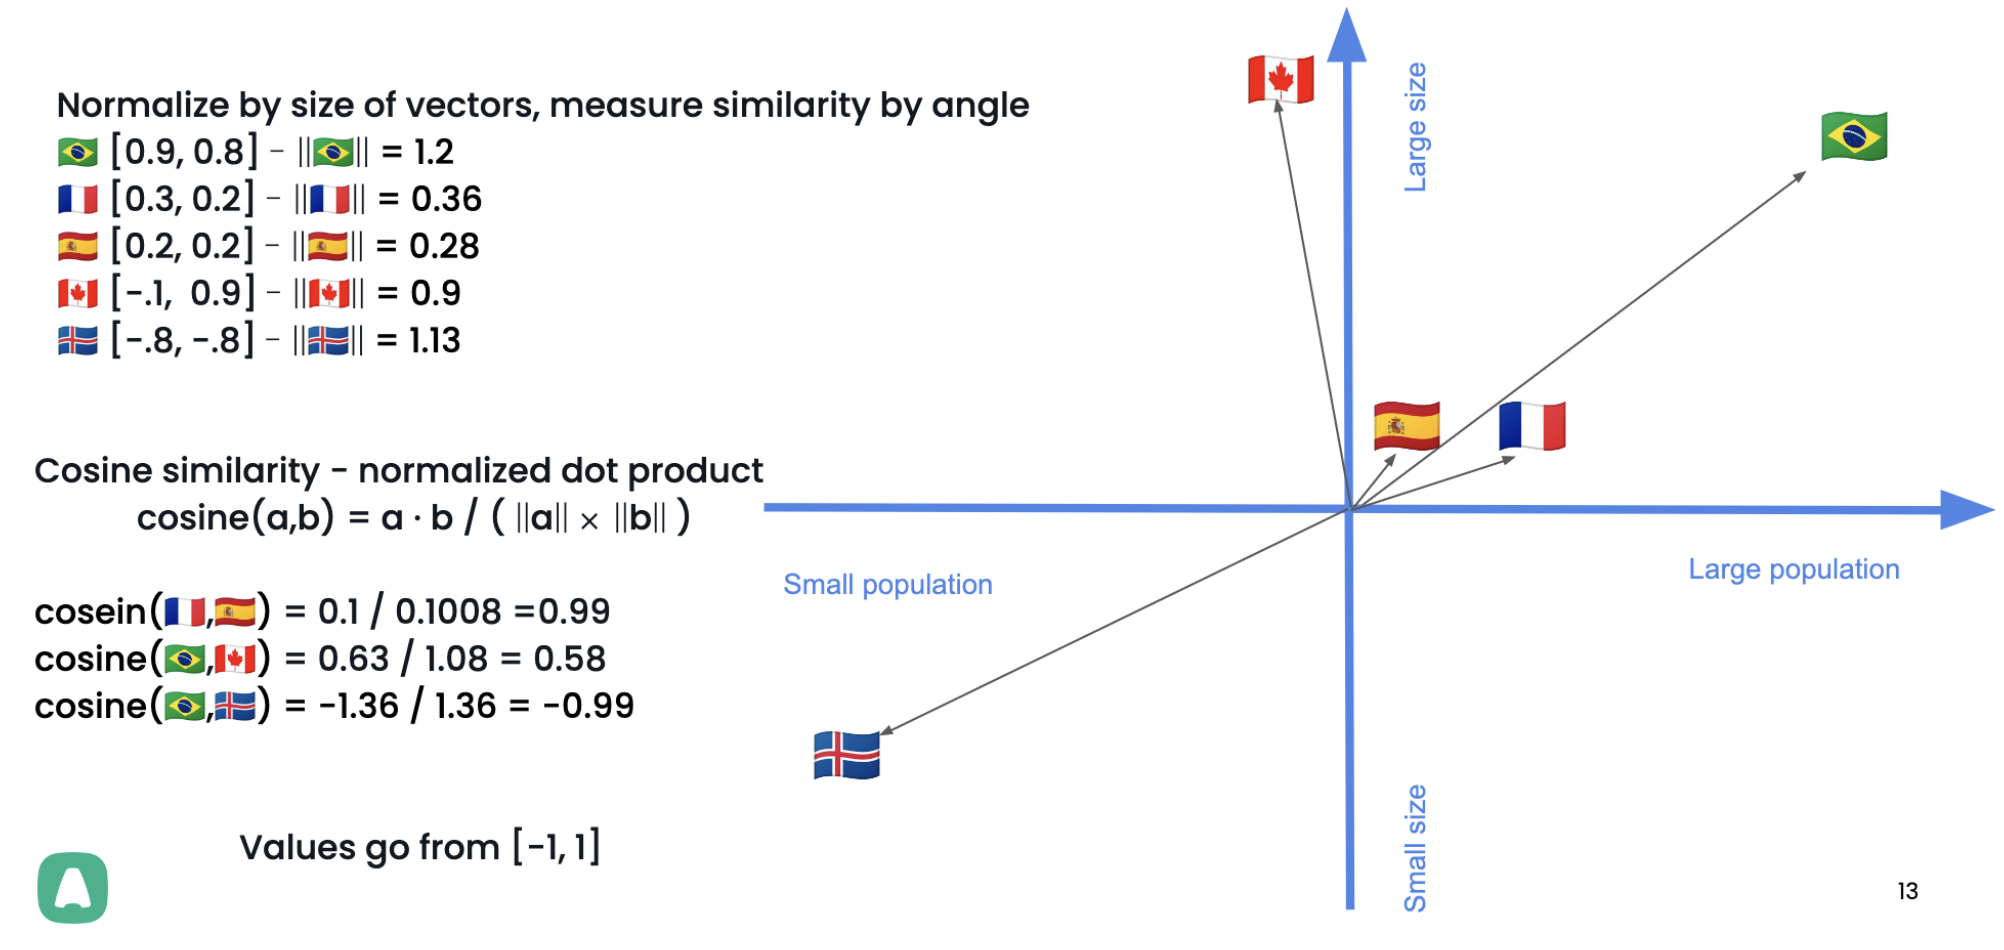 Normalize by size of vectors, measure similarity by angle
🇧🇷 [0.9, 0.8] - ||🇧🇷|| = 1.2
🇫🇷 [0.3, 0.2] - ||🇫🇷|| = 0.36
🇪🇸 [0.2, 0.2] - ||🇪🇸|| = 0.28
🇨🇦 [-.1, 0.9] - ||🇨🇦|| = 0.9
🇮🇸 [-.8, -.8] - ||🇮🇸|| = 1.13
Cosine similarity - normalized dot product
cosine(a,b) = a · b / ( ||a|| × ||b|| )
cosein(🇫🇷,🇪🇸) = 0.1 / 0.1008 =0.99
cosine(🇧🇷,🇨🇦) = 0.63 / 1.08 = 0.58
cosine(🇧🇷,🇮🇸) = -1.36 / 1.36 = -0.99
Values go from [-1, 1]
Large size
Small population
Large population
Small size
13